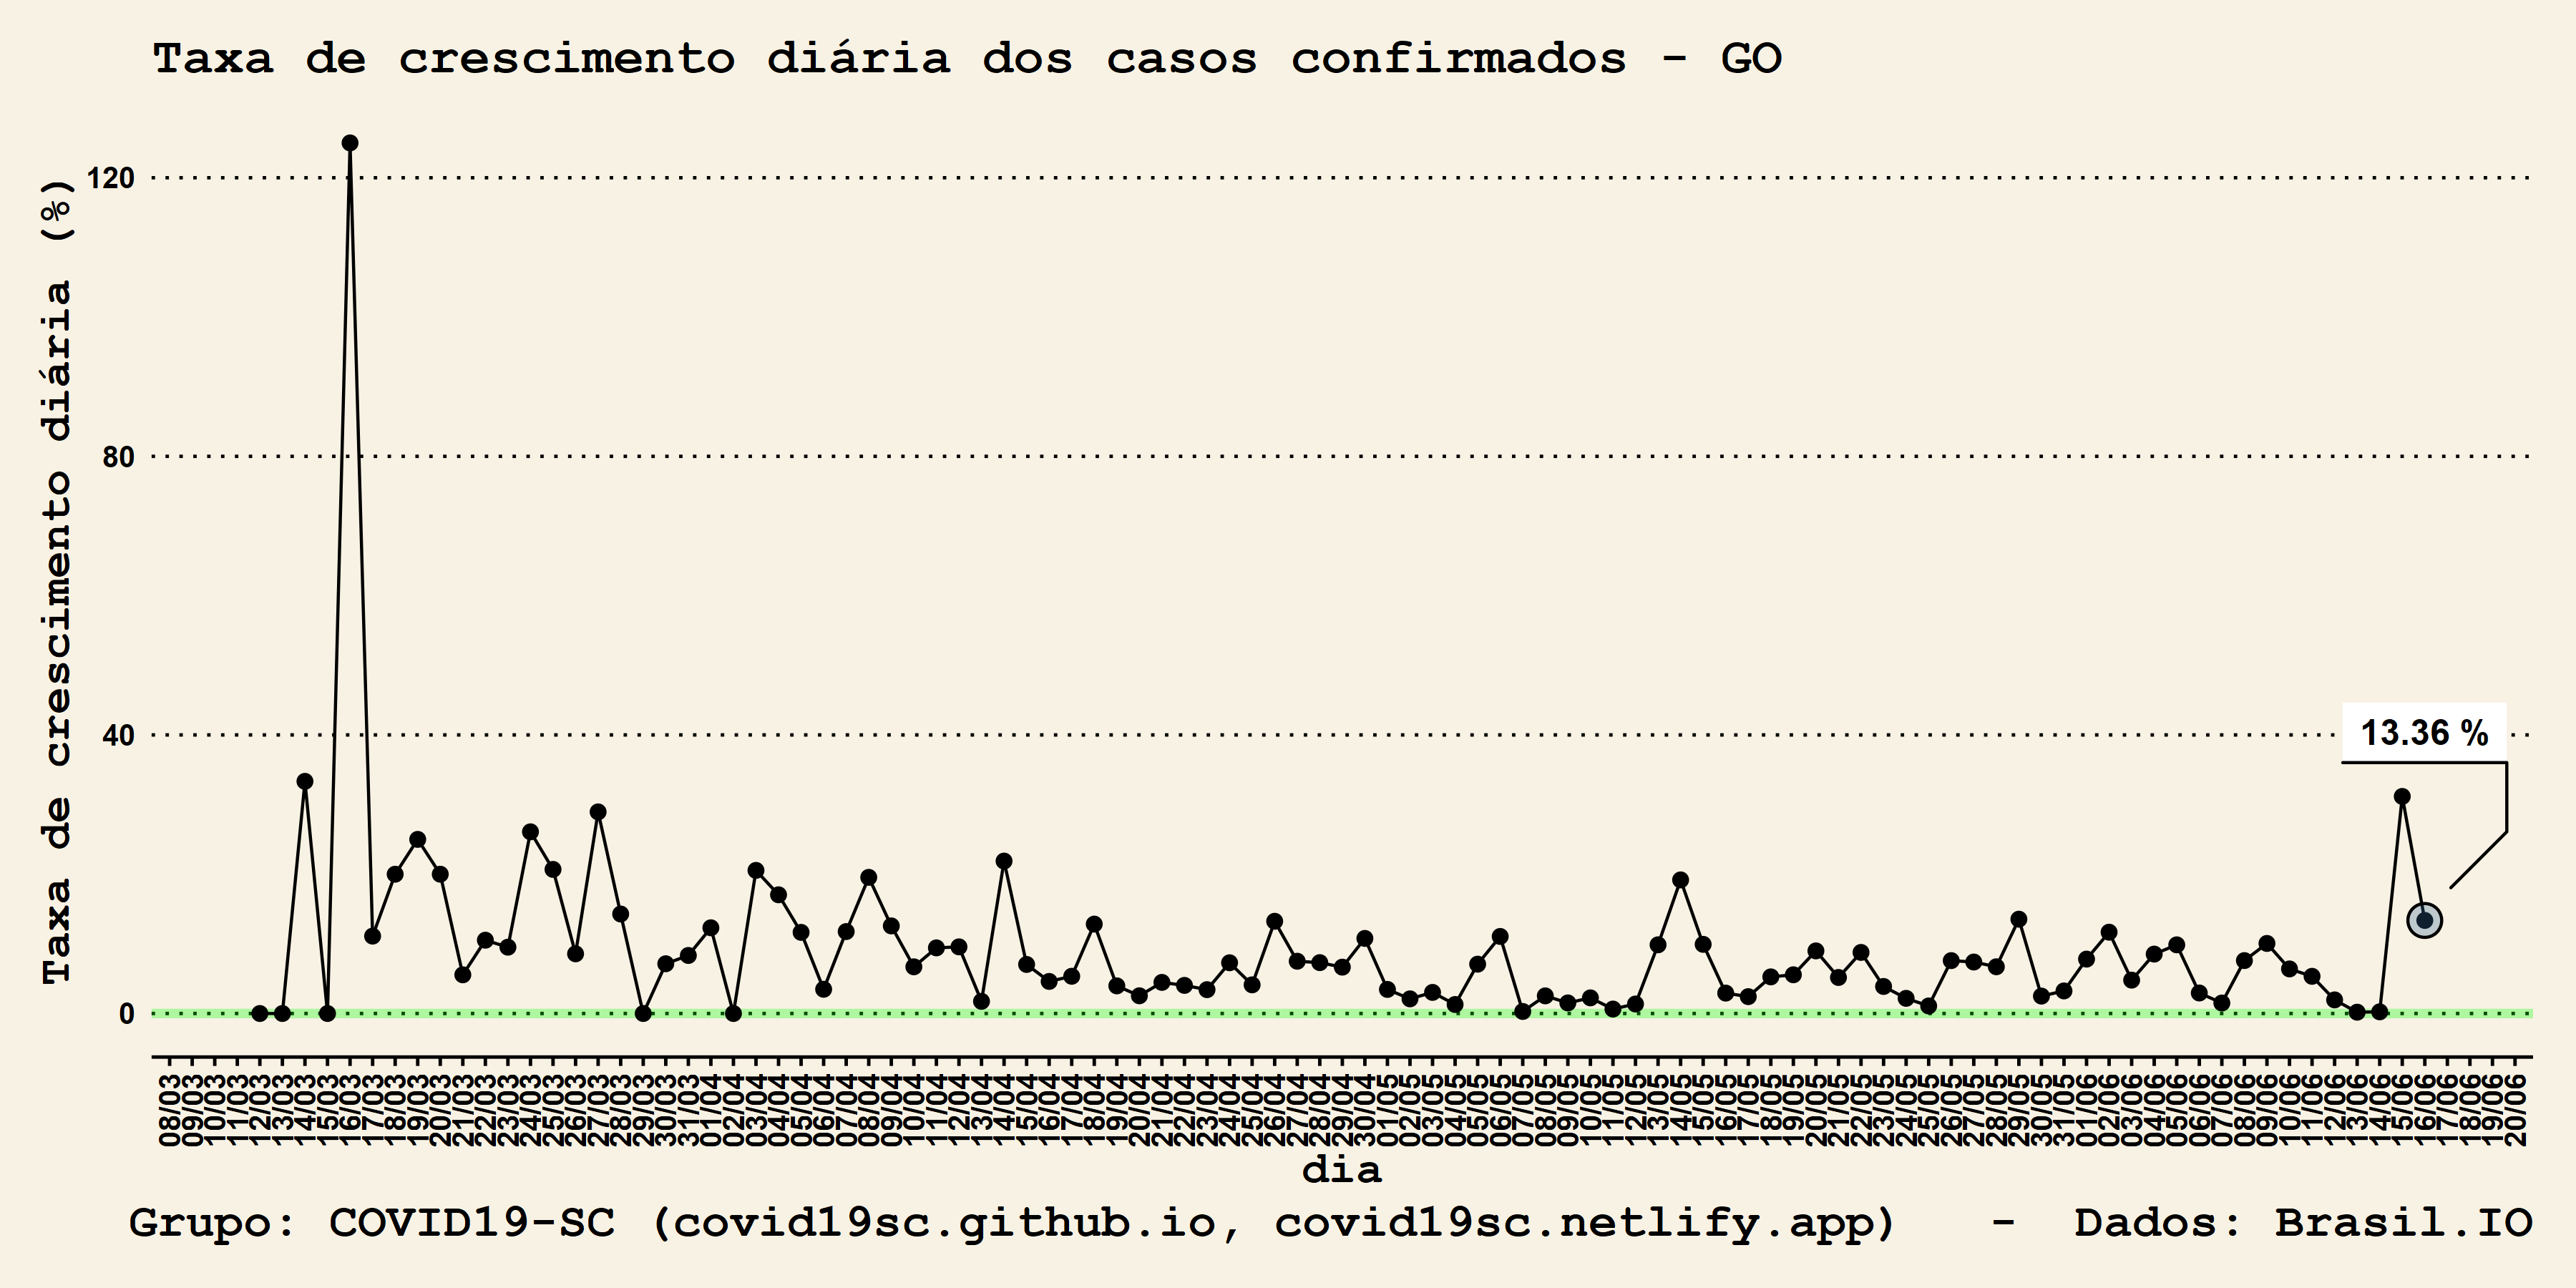 Taxa de crescimento diária dos casos confirmados - GO
Taxa de crescimento diária (%)
120
80
40
0
13.36 %
08/03 09/03 10/03 11/03 12/03 13/03 14/03 15/03 16/03 17/03 18/03 19/03 20/03 21/03 22/03 23/03 24/03 25/03 26/03 27/03 28/03 29/03 30/03 31/03 01/04 02/04 03/04 04/04 05/04 06/04 07/04 08/04 09/04 10/04 11/04 12/04 13/04 14/04 15/04 16/04 17/04 18/04 19/04 20/04 21/04 22/04 23/04 24/04 25/04 26/04 27/04 28/04 29/04 30/04 01/05 02/05 03/05 04/05 05/05 06/05 07/05 08/05 09/05 10/05 11/05 12/05 13/05 14/05 15/05 16/05 17/05 18/05 19/05 20/05 21/05 22/05 23/05 24/05 25/05 26/05 27/05 28/05 29/05 30/05 31/05 01/06 02/06 03/06 04/06 05/06 06/06 07/06 08/06 09/06 10/06 11/06 12/06 13/06 14/06 15/06 16/06 17/06 18/06 19/06 20/06
dia
Grupo: COVID19-SC (covid19sc.github.io, covid19sc.netlify.app) - Dados: Brasil.IO